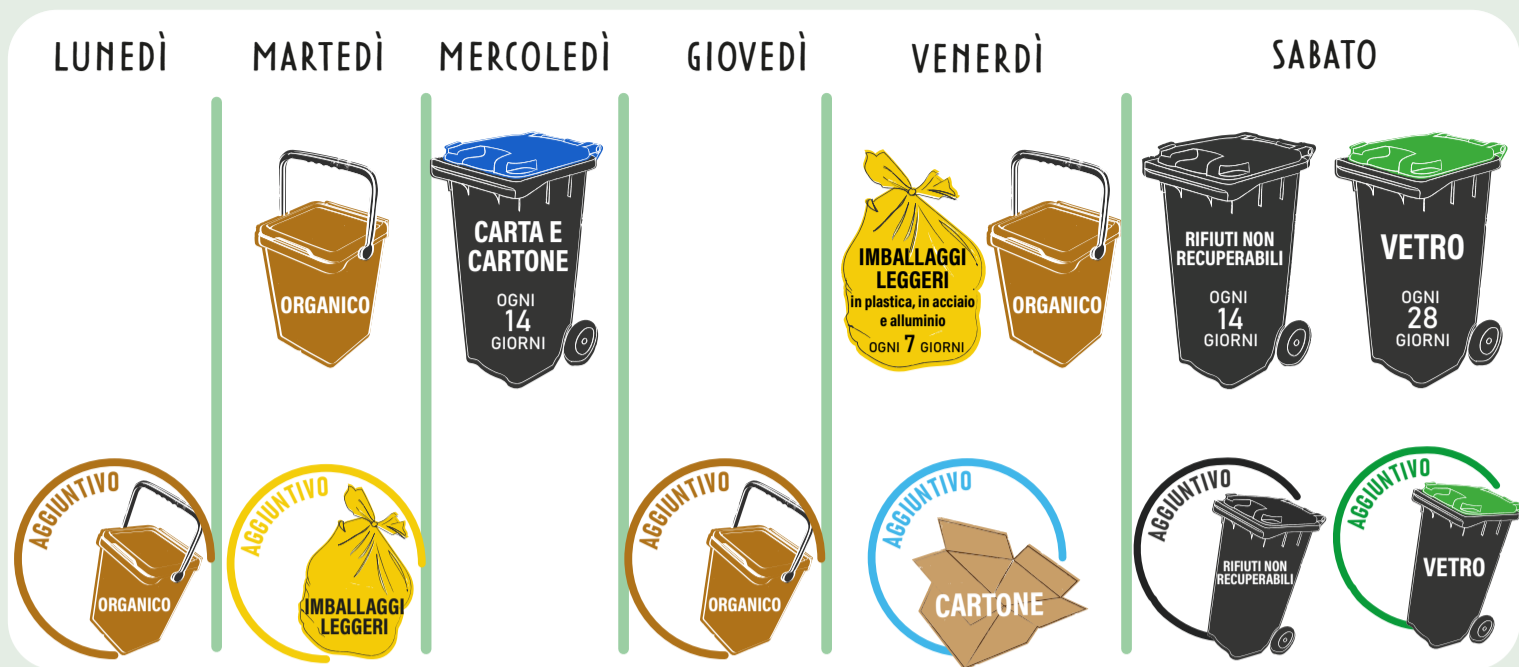 LUNEDÌ
MARTEDÌ
MERCOLEDÌ
GIOVEDÌ
VENERDÌ
SABATO
ORGANICO
CARTA E
CARTONE
OGNI
14
GIORNI
IMBALLAGGI
LEGGERI
in plastica, in acciaio
e alluminio
OGNI 7 GIORNI
ORGANICO
RIFIUTI NON
RECUPERABILI
OGNI
14
GIORNI
VETRO
OGNI
28
GIORNI
AGGIUNTIVO
ORGANICO
AGGIUNTIVO
IMBALLAGGI
LEGGERI
AGGIUNTIVO
ORGANICO
AGGIUNTIVO
CARTONE
AGGIUNTIVO
RIFIUTI NON
RECUPERABILI
AGGIUNTIVO
VETRO